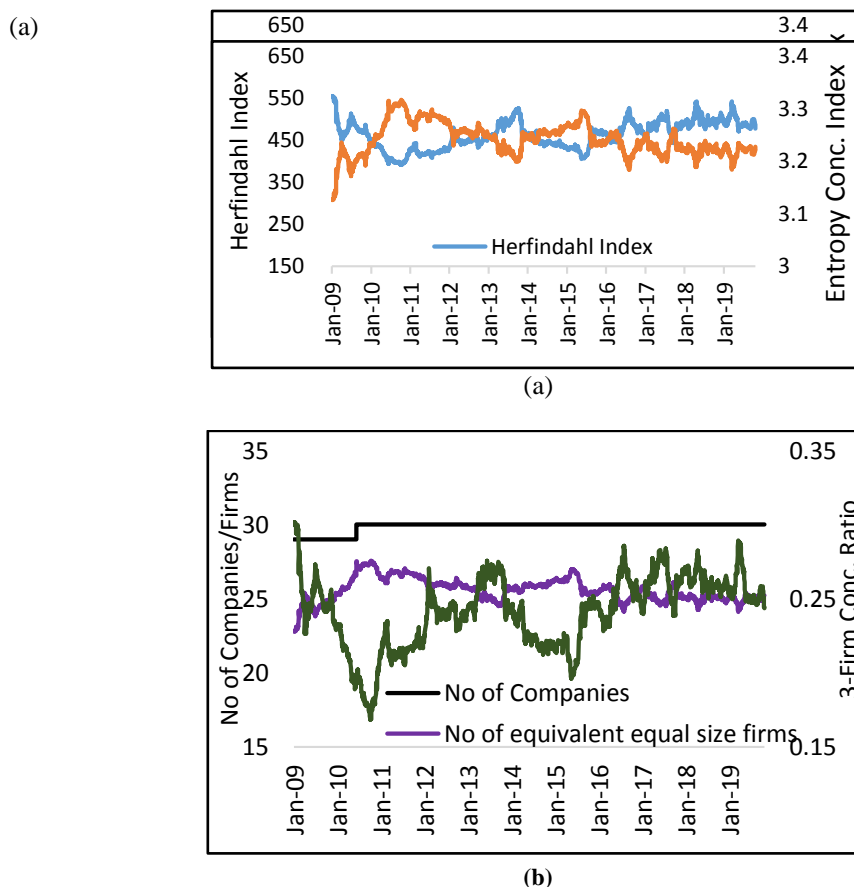 (a)
650 3.4
650 3.4
550 3.3
450
3.2
350
250 3.1
150 3
Herfindahl Index
Entropy Conc. Index
Herfindahl Index
Jan-09 Jan-10 Jan-11 Jan-12 Jan-13 Jan-14 Jan-15 Jan-16 Jan-17 Jan-18 Jan-19
(a)
35 0.35
30
25 0.25
20
15 0.15
No of Companies/Firms
3-Firm Conc. Ratio
No of Companies
No of equivalent equal size firms
Jan-09 Jan-10 Jan-11 Jan-12 Jan-13 Jan-14 Jan-15 Jan-16 Jan-17 Jan-18 Jan-19
(b)